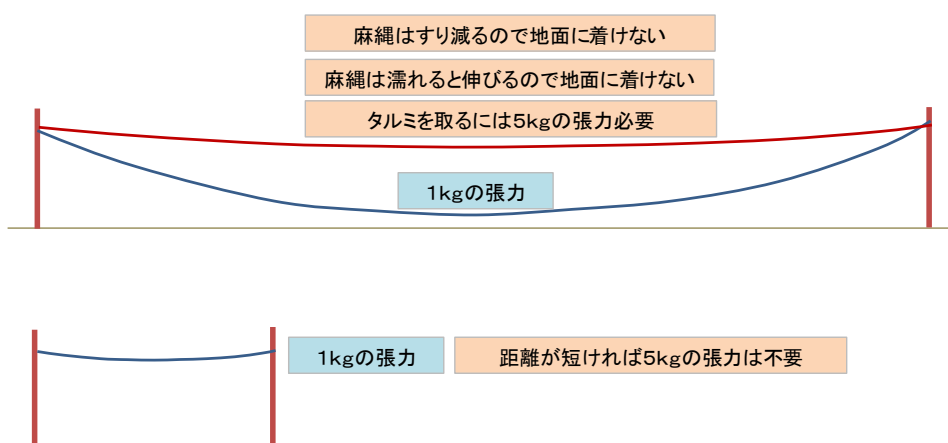 麻縄はすり減るので地面に着けない
麻縄は濡れると伸びるので地面に着けない
タルミを取るには5kgの張力必要
1kgの張力
1kgの張力
距離が短ければ5kgの張力は不要